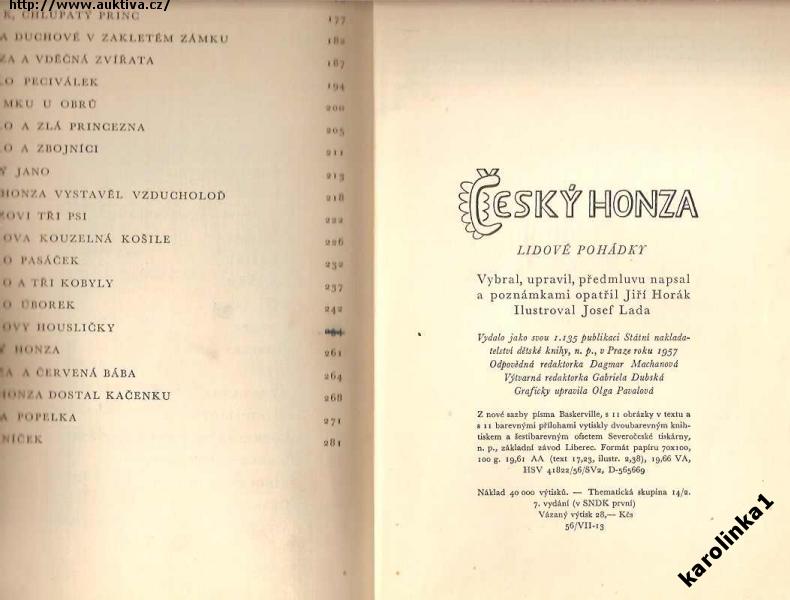 http://www.auktiva.cz/
K, CHLUPATÝ PRINC 177
A DUCHOVÉ V ZAKLETÉM ZÁMKU 182
ZA A VDĚČNÁ ZVÍŘATA 187
LO PECIVÁLEK 194
MKU U OBRŮ 200
O A ZLÁ PRINCEZNA 205
O A ZBOJNÍCI 211
Ý JANO 213
HONZA VYSTAVĚL VZDUCHOLOĎ 218
OVI TŘI PSI 222
OVA KOUZELNÁ KOŠILE 226
O PASÁČEK 232
O A TŘI KOBYLY 237
O ÚBOREK 242
OVY HOUSLIČKY
Ý HONZA 261
ZA A ČERVENÁ BÁBA 264
HONZA DOSTAL KAČENKU 268
A POPELKA 271
NÍČEK 281
ČESKÝ HONZA
LIDOVÉ POHÁDKY
Vybral, upravil, předmluvu napsal
a poznámkami opatřil Jiří Horák
Ilustroval Josef Lada
Vydalo jako svou 1.135 publikaci Státní naklada-
telství dětské knihy, n. p., v Praze roku 1957
Odpovědná redaktorka Dagmar Machanová
Výtvarná redaktorka Gabriela Dubská
Graficky upravila Olga Pavalová
Z nové sazby písma Baskerville, s 11 obrázky v textu a
s 11 barevnými přílohami vytiskly dvoubarevným knih-
tiskem a šestibarevným ofsetem Severočeské tiskárny,
n. p., základní závod Liberec. Formát papíru 70x100,
100 g. 19,61 AA (text 17,23, ilustr. 2,38), 19,66 VA,
HSV 41822/56/SV2, D-565669
Náklad 40 000 výtisků. — Thematická skupina 14/2.
7. vydání (v SNDK první)
Vázaný výtisk 28,— Kčs
56/VII-13
karolinka1